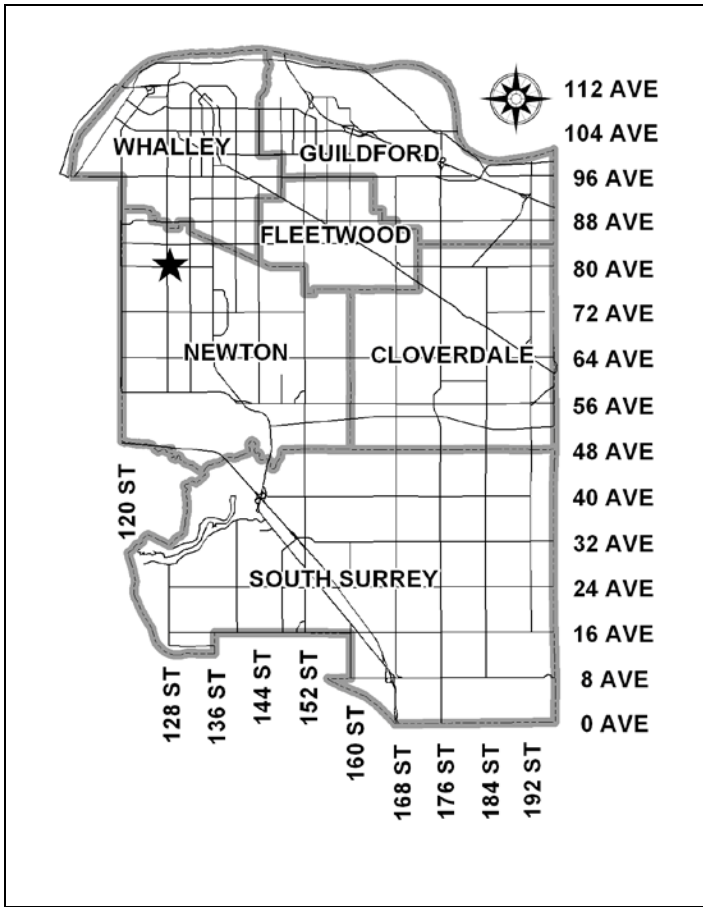 112 AVE
104 AVE
WHALLEY
GUILDFORD
96 AVE
88 AVE
FLEETWOOD
80 AVE
72 AVE
NEWTON
CLOVERDALE
64 AVE
56 AVE
48 AVE
120 ST
40 AVE
32 AVE
SOUTH SURREY
24 AVE
16 AVE
8 AVE
0 AVE
128 ST
136 ST
144 ST
152 ST
160 ST
168 ST
176 ST
184 ST
192 ST